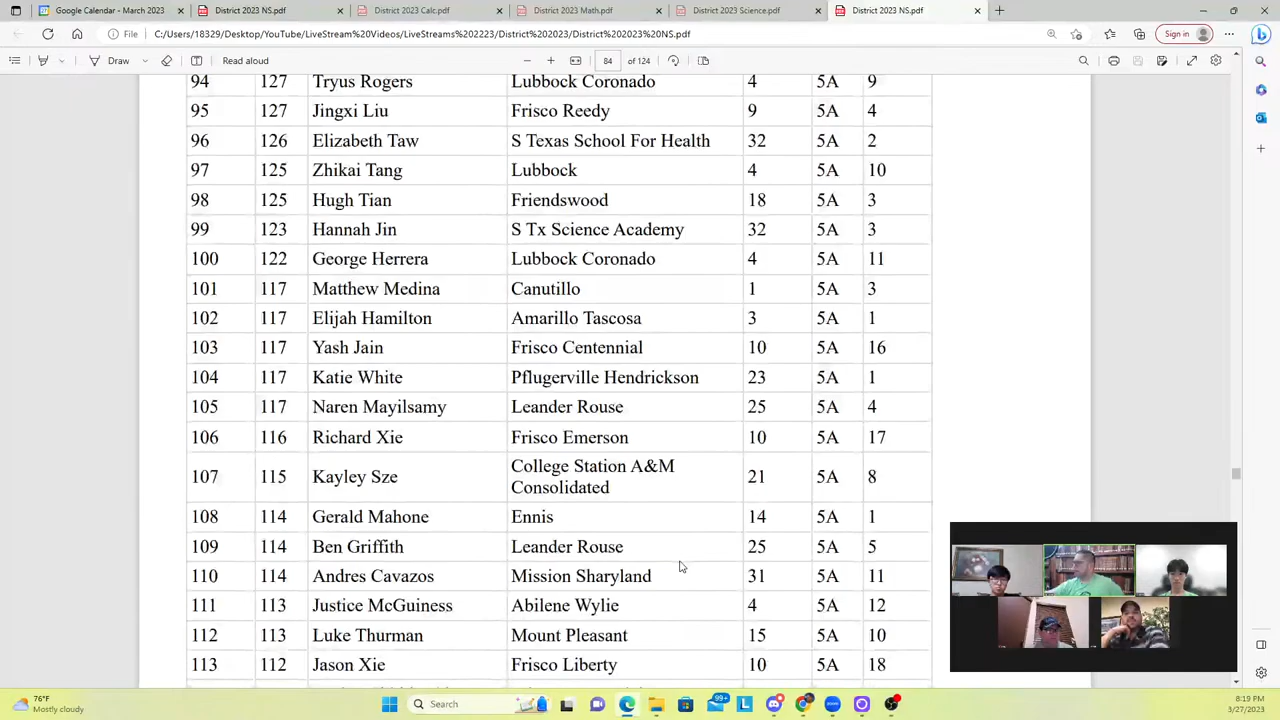 Google Calendar - March 2023
District 2023 NS.pdf
District 2023 Calc.pdf
District 2023 Math.pdf
District 2023 Science.pdf
District 2023 NS.pdf
File
C:/Users/18329/Desktop/YouTube/LiveStream%20Videos/LiveStreams%202223/District%202023/District%202023%20NS.pdf
Sign in
Draw
Read aloud
84 of 124
94 127 Tryus Rogers Lubbock Coronado 4 5A 9
95 127 Jingxi Liu Frisco Reedy 9 5A 4
96 126 Elizabeth Taw S Texas School For Health 32 5A 2
97 125 Zhikai Tang Lubbock 4 5A 10
98 125 Hugh Tian Friendswood 18 5A 3
99 123 Hannah Jin S Tx Science Academy 32 5A 3
100 122 George Herrera Lubbock Coronado 4 5A 11
101 117 Matthew Medina Canutillo 1 5A 3
102 117 Elijah Hamilton Amarillo Tascosa 3 5A 1
103 117 Yash Jain Frisco Centennial 10 5A 16
104 117 Katie White Pflugerville Hendrickson 23 5A 1
105 117 Naren Mayilsamy Leander Rouse 25 5A 4
106 116 Richard Xie Frisco Emerson 10 5A 17
107 115 Kayley Sze College Station A&M
Consolidated 21 5A 8
108 114 Gerald Mahone Ennis 14 5A 1
109 114 Ben Griffith Leander Rouse 25 5A 5
110 114 Andres Cavazos Mission Sharyland 31 5A 11
111 113 Justice McGuiness Abilene Wylie 4 5A 12
112 113 Luke Thurman Mount Pleasant 15 5A 10
113 112 Jason Xie Frisco Liberty 10 5A 18
76°F
Mostly cloudy
Search
99+
8:19 PM
3/27/2023